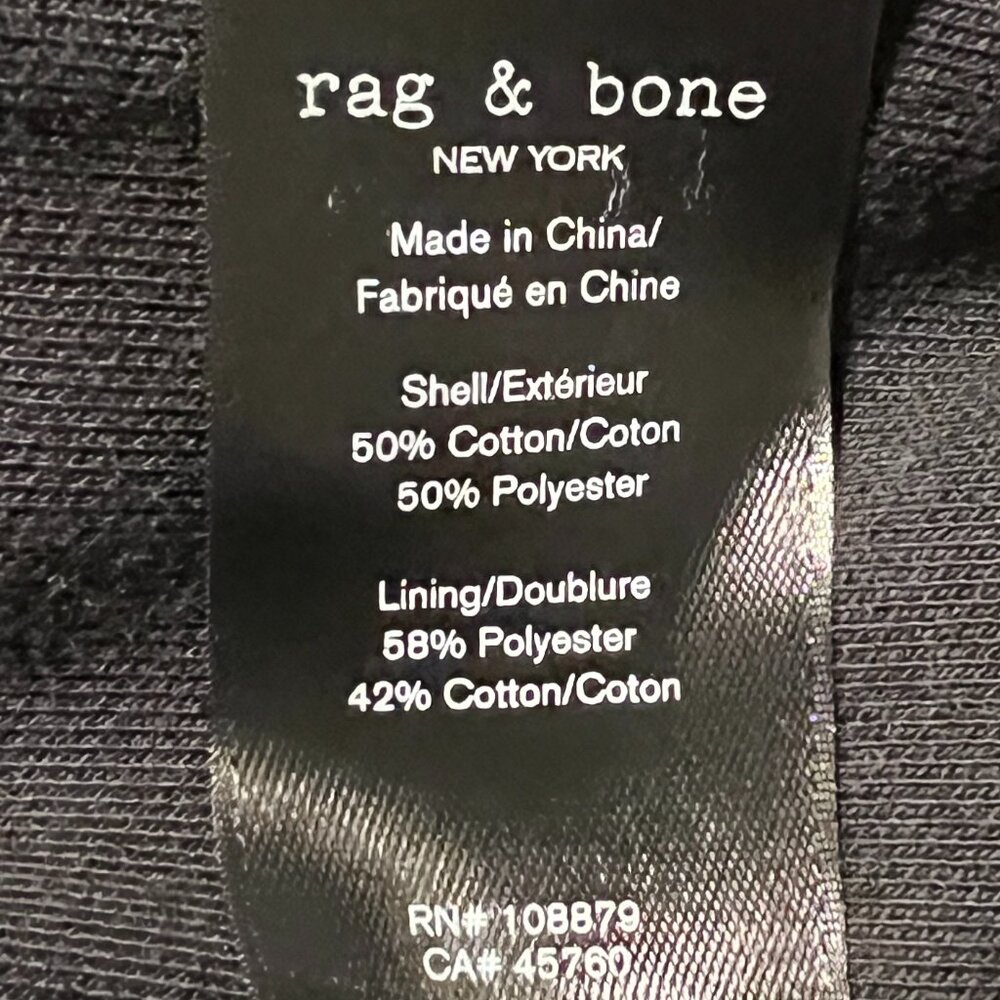 rag & bone
NEW YORK
Made in China/
Fabriqué en Chine
Shell/Extérieur
50% Cotton/Coton
50% Polyester
Lining/Doublure
58% Polyester
42% Cotton/Coton
RN# 108879
CA# 45760